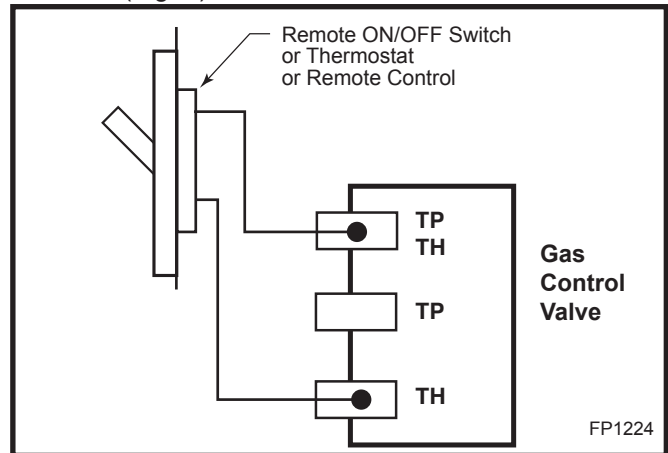 Remote ON/OFF Switch
or Thermostat
or Remote Control
TP
TH
TP
TH
Gas
Control
Valve
FP1224